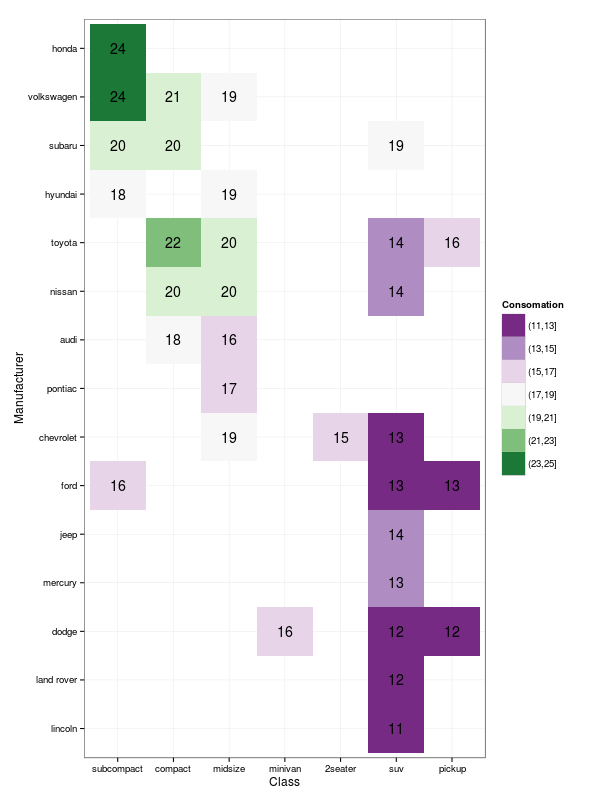 honda 24
volkswagen 24 21 19
subaru 20 20 19
hyundai 18 19
toyota 22 20 14 16
nissan 20 20 14
audi 18 16
pontiac 17
chevrolet 19 15 13
ford 16 13 13
jeep 14
mercury 13
dodge 16 12 12
land rover 12
lincoln 11
subcompact compact midsize minivan 2seater suv pickup
Class
Manufacturer
Consomation
(11,13]
(13,15]
(15,17]
(17,19]
(19,21]
(21,23]
(23,25]